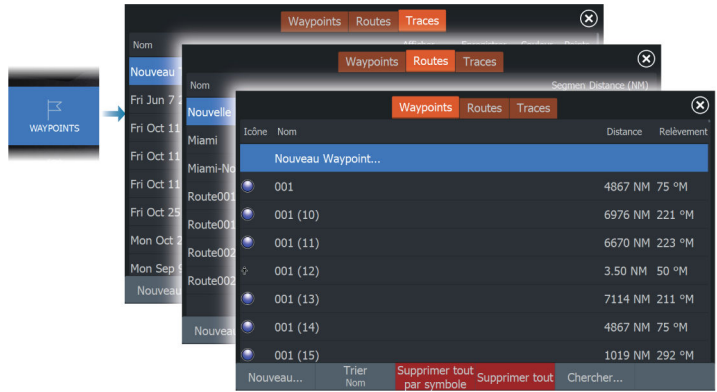 Waypoints Routes Traces
Nom
Nouveau
Fri Jun 7 2
Fri Oct 11
Fri Oct 11
Fri Oct 11
Fri Oct 25
Mon Oct 2
Mon Sep 9
Nouveau
WAYPOINTS
Waypoints Routes Traces
Nom Segmen Distance (NM)
Nouvelle
Miami
Miami-No
Route001
Route001
Route002
Route002
Nouveau
Waypoints Routes Traces
Icône Nom Distance Relèvement
Nouveau Waypoint...
001 4867 NM 75 °M
001 (10) 6976 NM 221 °M
001 (11) 6670 NM 223 °M
001 (12) 3.50 NM 50 °M
001 (13) 7114 NM 211 °M
001 (14) 4867 NM 75 °M
001 (15) 1019 NM 292 °M
Nouveau... Trier Nom Supprimer tout par symbole Supprimer tout Chercher...